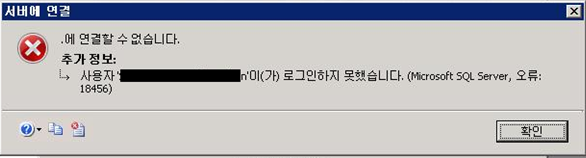 서버에 연결
.에 연결할 수 없습니다.
추가 정보:
사용자 's n'이(가) 로그인하지 못했습니다. (Microsoft SQL Server, 오류:
18456)
확인